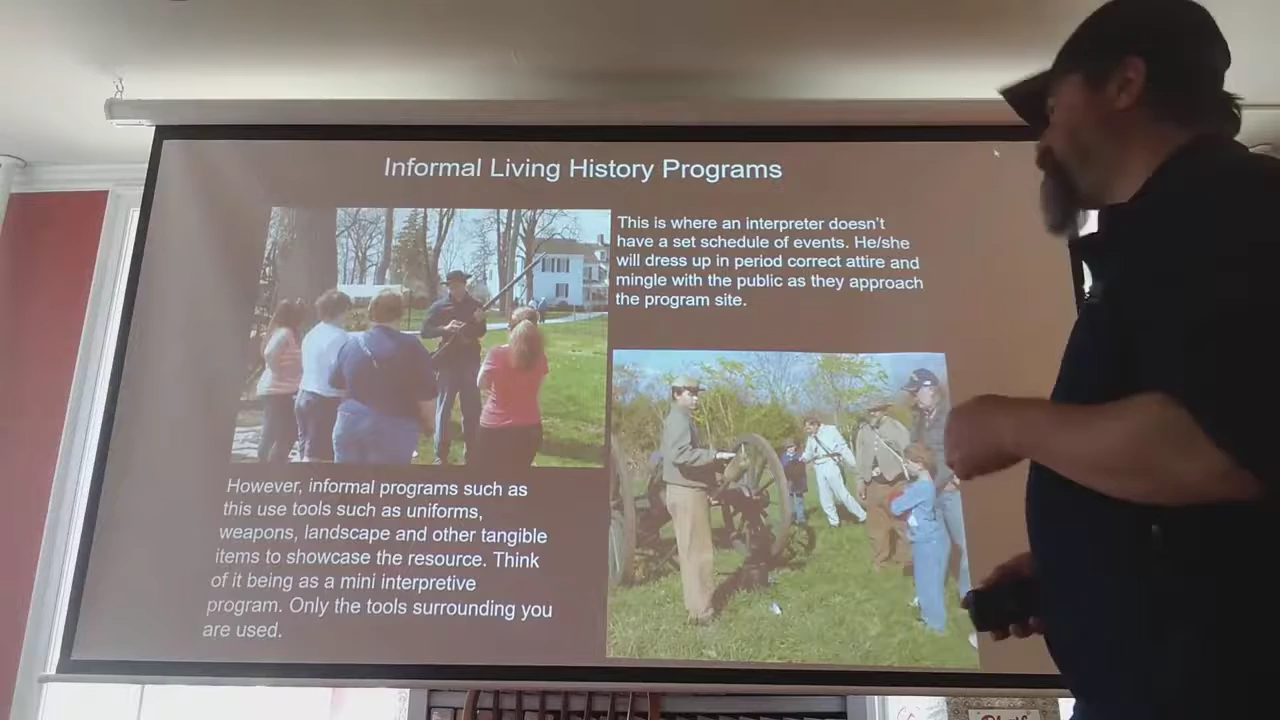 Informal Living History Programs
This is where an interpreter doesn't
have a set schedule of events. He/she
will dress up in period correct attire and
mingle with the public as they approach
the program site.
However, informal programs such as
this use tools such as uniforms,
weapons, landscape and other tangible
items to showcase the resource. Think
of it being as a mini interpretive
program. Only the tools surrounding you
are used.